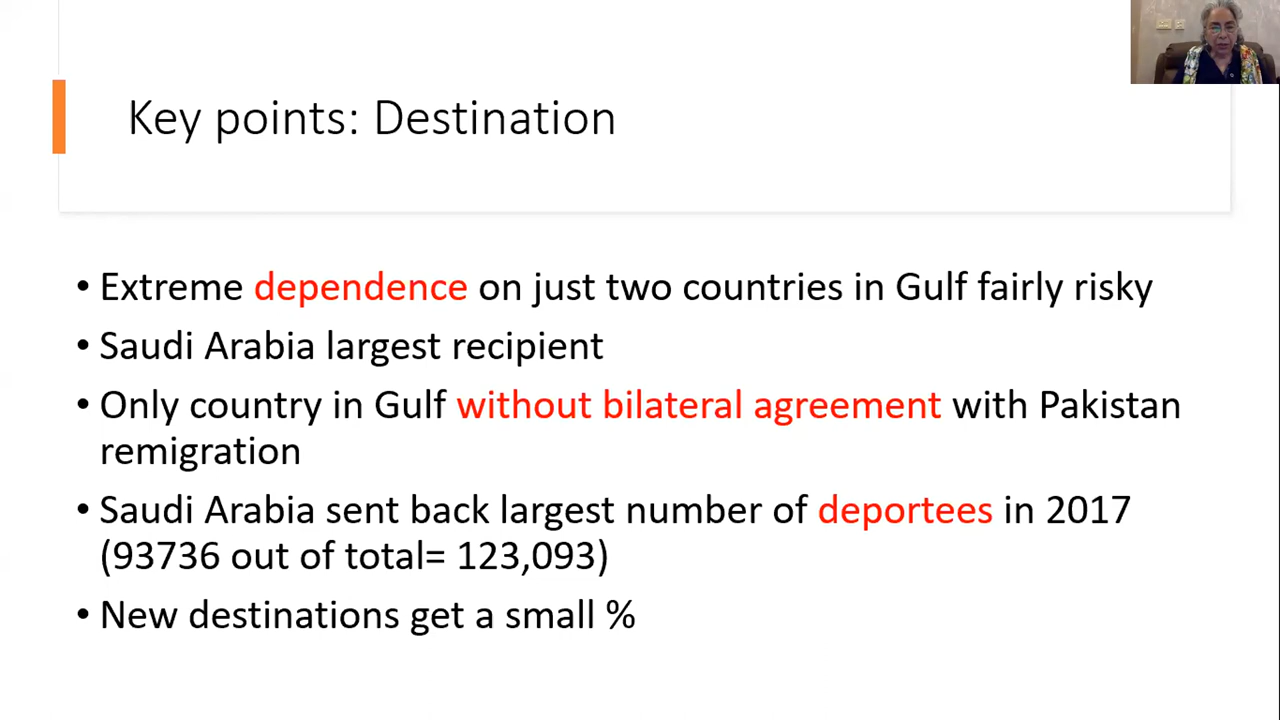 Key points: Destination
• Extreme dependence on just two countries in Gulf fairly risky
• Saudi Arabia largest recipient
• Only country in Gulf without bilateral agreement with Pakistan
remigration
• Saudi Arabia sent back largest number of deportees in 2017
(93736 out of total= 123,093)
• New destinations get a small %